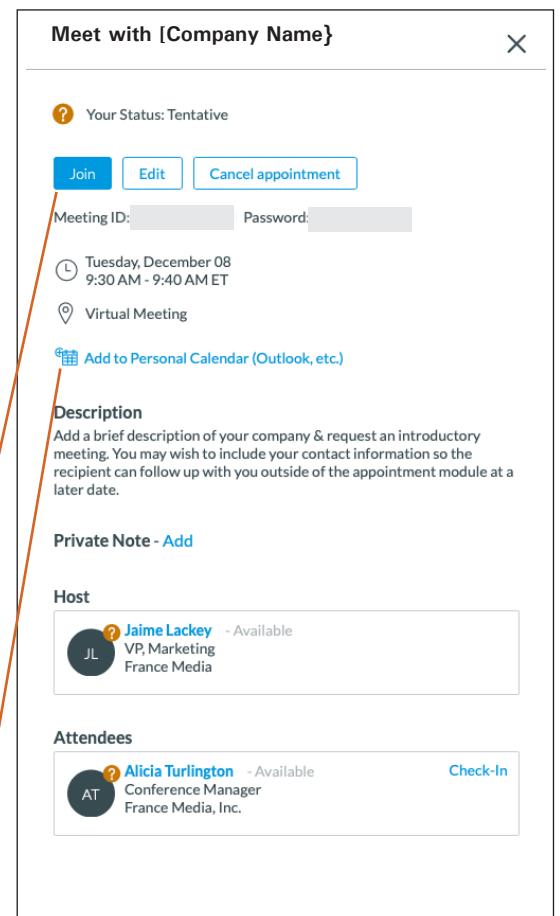 Meet with [Company Name}
Your Status: Tentative
Join Edit Cancel appointment
Meeting ID: Password:
Tuesday, December 08
9:30 AM - 9:40 AM ET
Virtual Meeting
Add to Personal Calendar (Outlook, etc.)
Description
Add a brief description of your company & request an introductory
meeting. You may wish to include your contact information so the
recipient can follow up with you outside of the appointment module at a
later date.
Private Note - Add
Host
JL
Jaime Lackey - Available
VP, Marketing
France Media
Attendees
AT
Alicia Turlington - Available Check-In
Conference Manager
France Media, Inc.